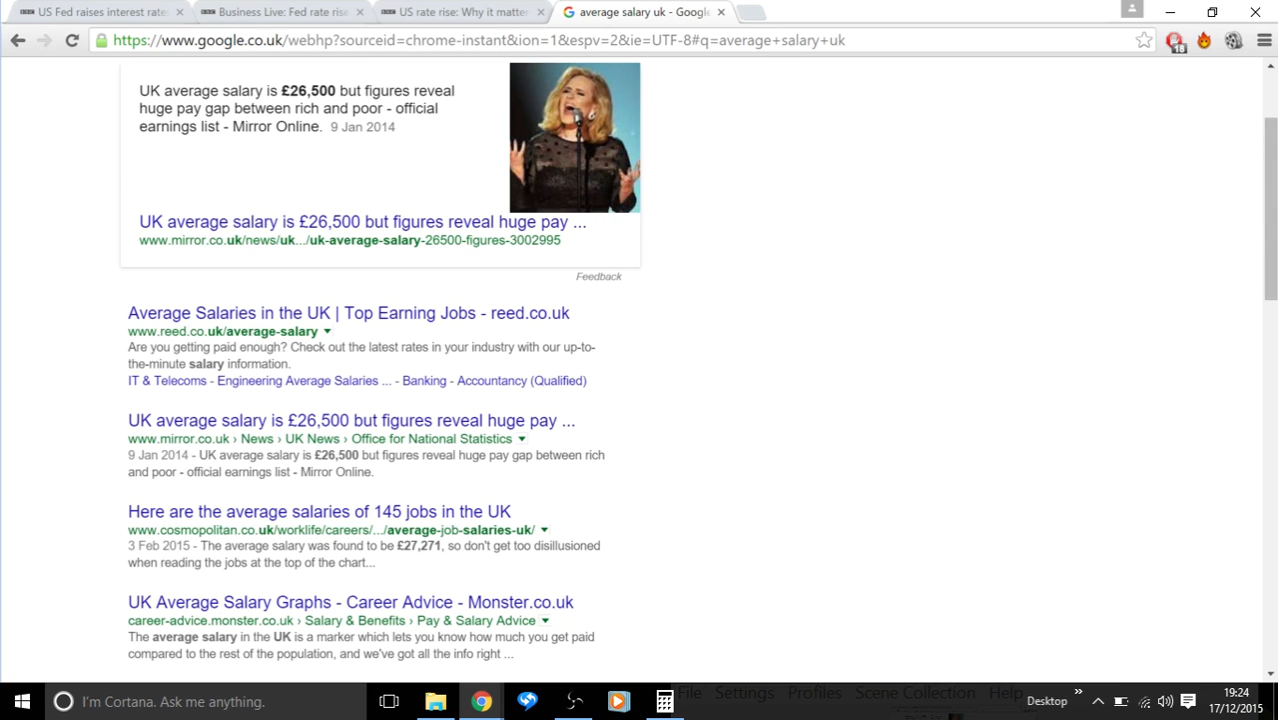 US Fed raises interest rate
Business Live: Fed rate rise
US rate rise: Why it matter
average salary uk - Google
https://www.google.co.uk/webhp?sourceid=chrome-instant&ion=1&espv=2&ie=UTF-8#q=average+salary+uk
18
UK average salary is £26,500 but figures reveal
huge pay gap between rich and poor - official
earnings list - Mirror Online. 9 Jan 2014
UK average salary is £26,500 but figures reveal huge pay ...
www.mirror.co.uk/news/uk.../uk-average-salary-26500-figures-3002995
Feedback
Average Salaries in the UK | Top Earning Jobs - reed.co.uk
www.reed.co.uk/average-salary
Are you getting paid enough? Check out the latest rates in your industry with our up-to-
the-minute salary information.
IT & Telecoms - Engineering Average Salaries ... - Banking - Accountancy (Qualified)
UK average salary is £26,500 but figures reveal huge pay ...
www.mirror.co.uk › News › UK News › Office for National Statistics
9 Jan 2014 - UK average salary is £26,500 but figures reveal huge pay gap between rich
and poor - official earnings list - Mirror Online.
Here are the average salaries of 145 jobs in the UK
www.cosmopolitan.co.uk/worklife/careers/.../average-job-salaries-uk/
3 Feb 2015 - The average salary was found to be £27,271, so don't get too disillusioned
when reading the jobs at the top of the chart...
UK Average Salary Graphs - Career Advice - Monster.co.uk
career-advice.monster.co.uk › Salary & Benefits › Pay & Salary Advice
The average salary in the UK is a marker which lets you know how much you get paid
compared to the rest of the population, and we've got all the info right ...
I'm Cortana. Ask me anything.
File Settings Profiles Scene Collection Help
Desktop
19:24
17/12/2015